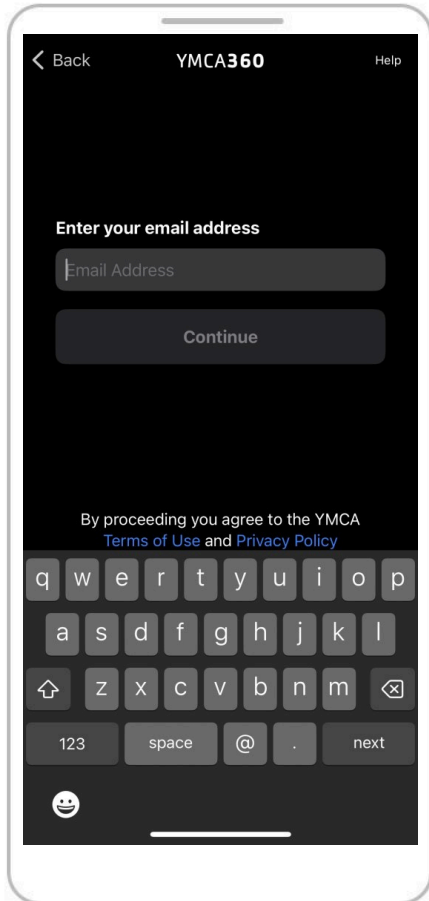 Back YMCA360 Help
Enter your email address
Email Address
Continue
By proceeding you agree to the YMCA
Terms of Use and Privacy Policy
q w e r t y u i o p
a s d f g h j k l
z x c v b n m
123 space @ . next